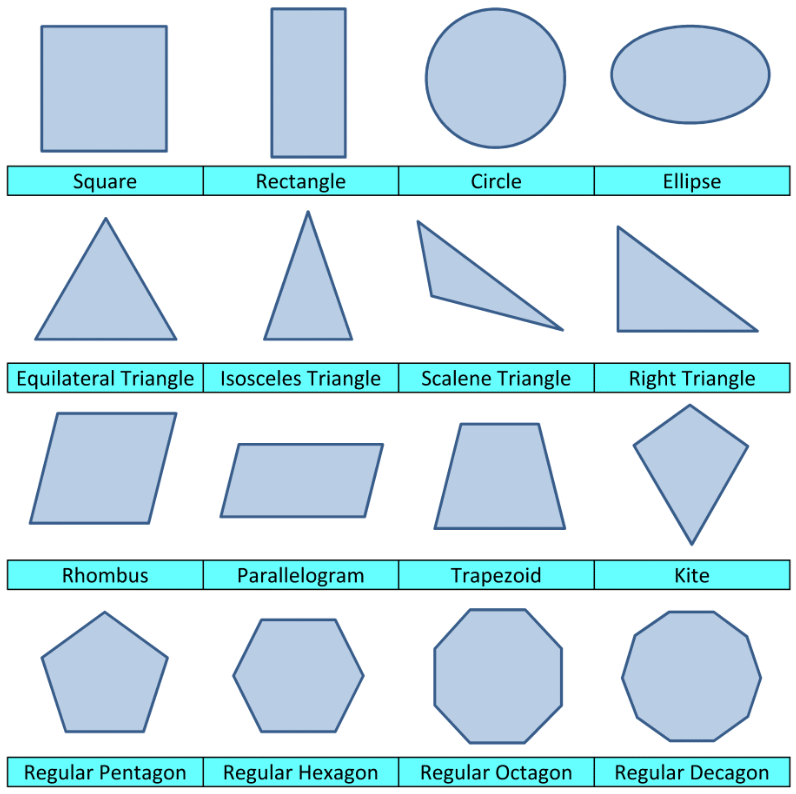 Square
Rectangle
Circle
Ellipse
Equilateral Triangle
Isosceles Triangle
Scalene Triangle
Right Triangle
Rhombus
Parallelogram
Trapezoid
Kite
Regular Pentagon
Regular Hexagon
Regular Octagon
Regular Decagon